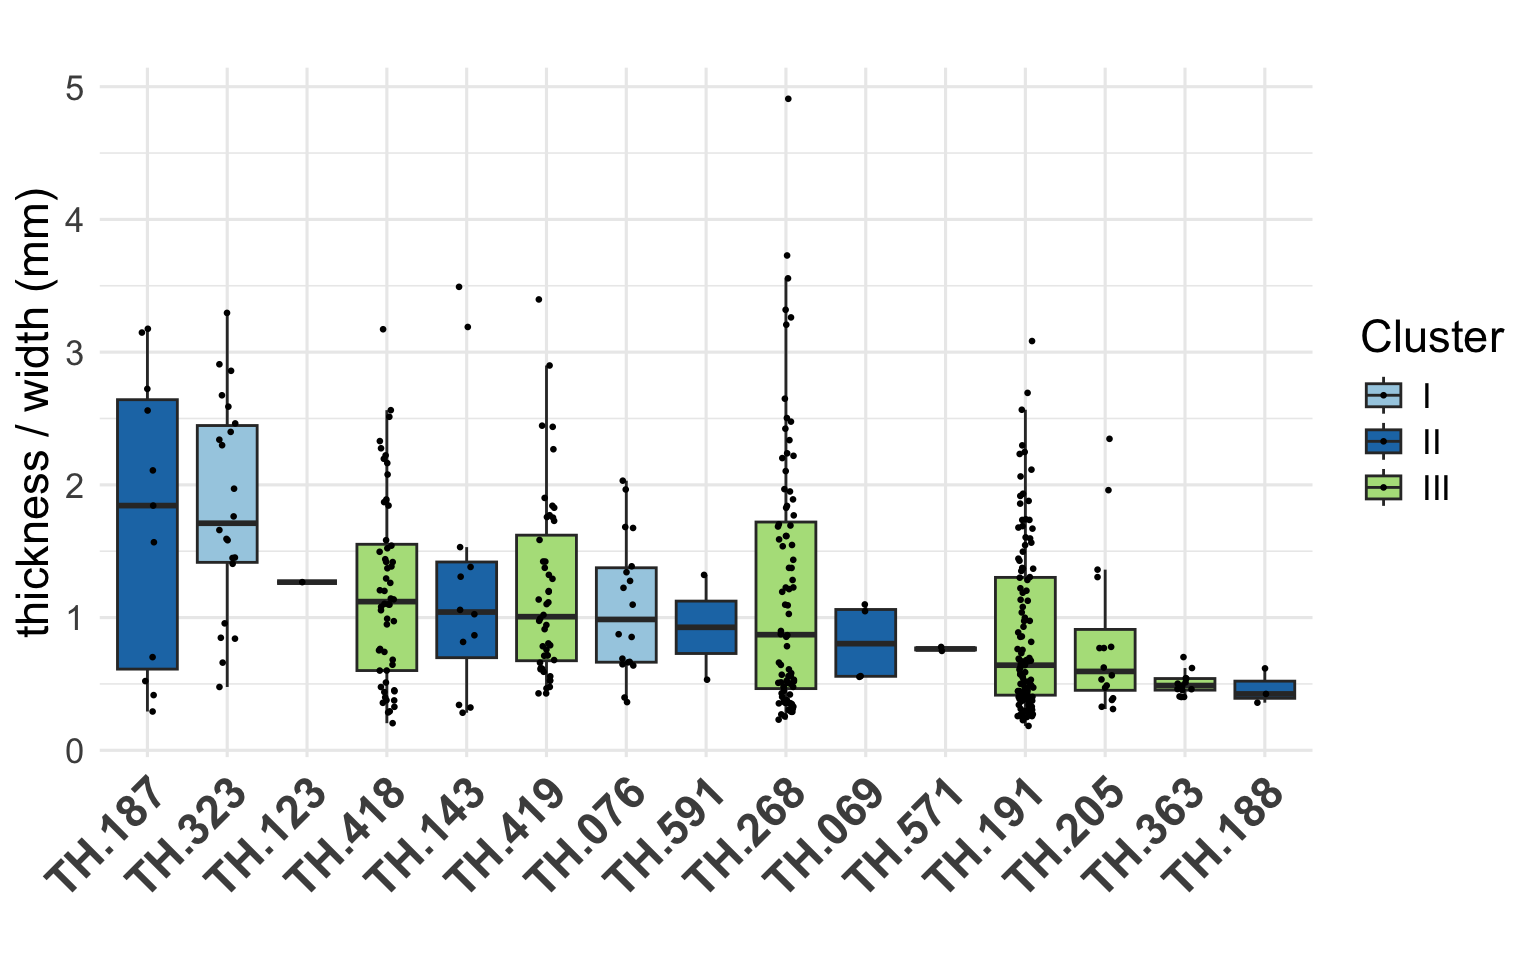 5
4
3
2
1
0
thickness / width (mm)
TH.187
TH.323
TH.123
TH.418
TH.143
TH.419
TH.076
TH.591
TH.268
TH.069
TH.571
TH.191
TH.205
TH.363
TH.188
Cluster
I
II
III